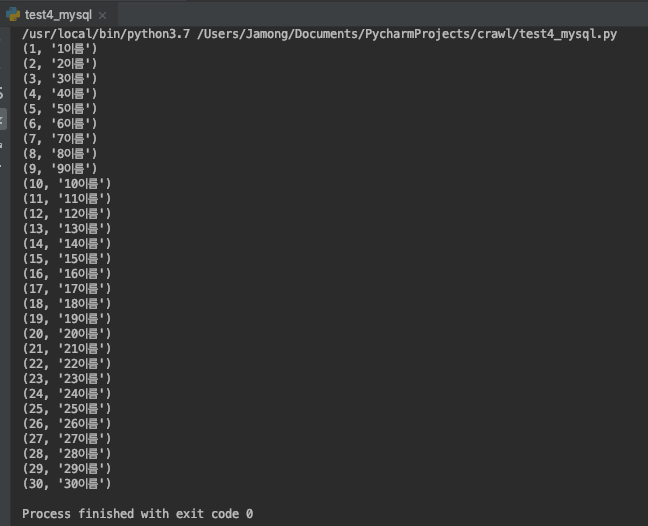 test4_mysql
/usr/local/bin/python3.7 /Users/Jamong/Documents/PycharmProjects/crawl/test4_mysql.py
(1, '1이름')
(2, '2이름')
(3, '3이름')
(4, '4이름')
(5, '5이름')
(6, '6이름')
(7, '7이름')
(8, '8이름')
(9, '9이름')
(10, '10이름')
(11, '11이름')
(12, '12이름')
(13, '13이름')
(14, '14이름')
(15, '15이름')
(16, '16이름')
(17, '17이름')
(18, '18이름')
(19, '19이름')
(20, '20이름')
(21, '21이름')
(22, '22이름')
(23, '23이름')
(24, '24이름')
(25, '25이름')
(26, '26이름')
(27, '27이름')
(28, '28이름')
(29, '29이름')
(30, '30이름')
Process finished with exit code 0